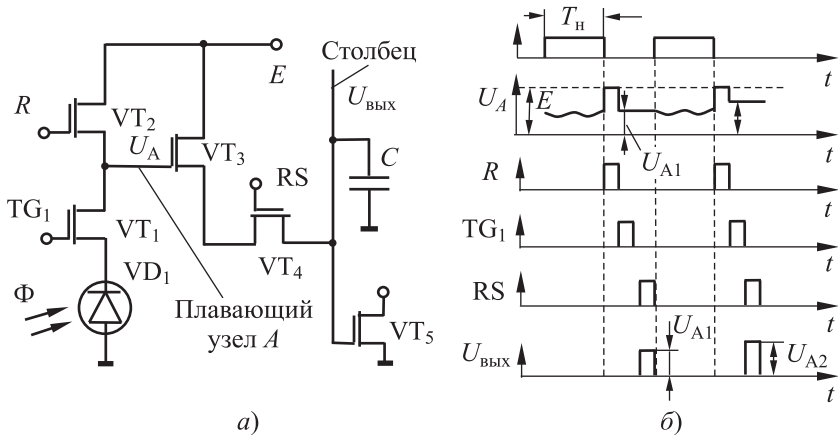 Столбец
E
Uвых
R
VT2
UA
VT3
RS
C
TG1
VT1
VT4
VD1
Ф
Плавающий
узел A
VT5
а)
Tн
t
UA
E
UA1
t
R
t
TG1
t
RS
t
UA1
Uвых
UA2
t
б)